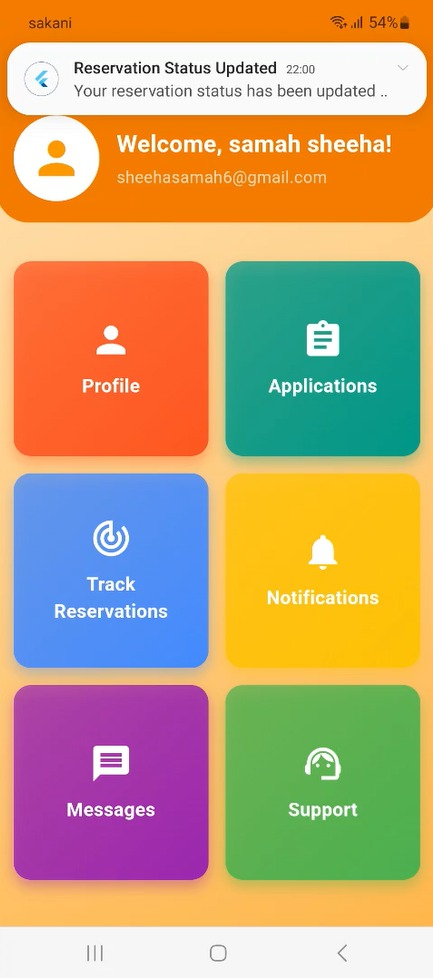 sakani 54%
Reservation Status Updated 22:00
Your reservation status has been updated ..
Welcome, samah sheeha!
sheehasamah6@gmail.com
Profile
Applications
Track
Reservations
Notifications
Messages
Support